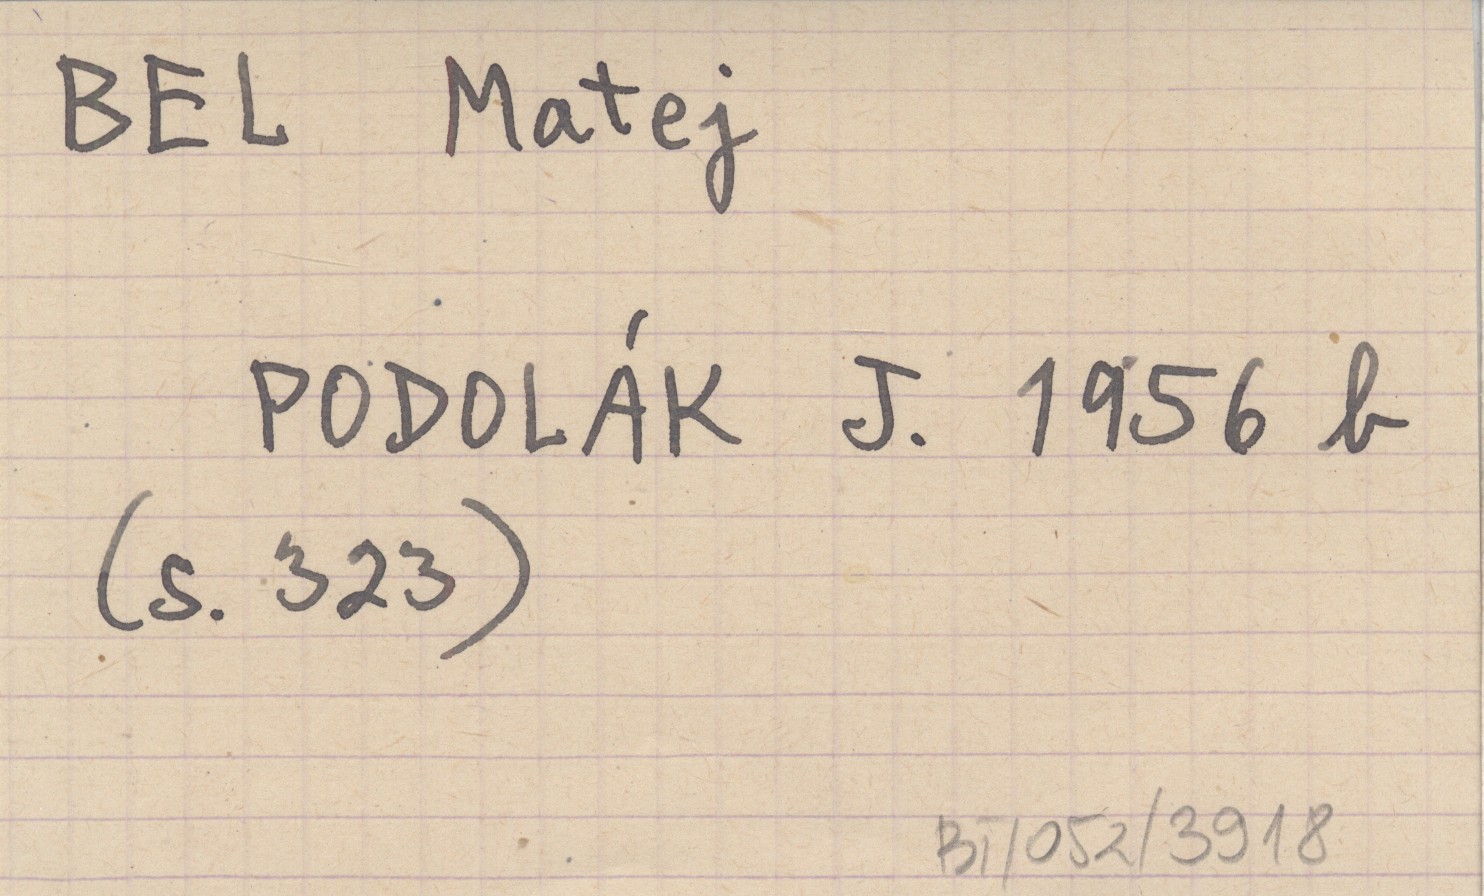 BEL Matej
PODOLÁK J. 1956 b
(s. 323)
BI/052/3918